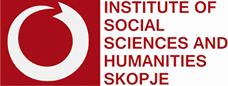 INSTITUTE OF
SOCIAL
SCIENCES AND
HUMANITIES
SKOPJE